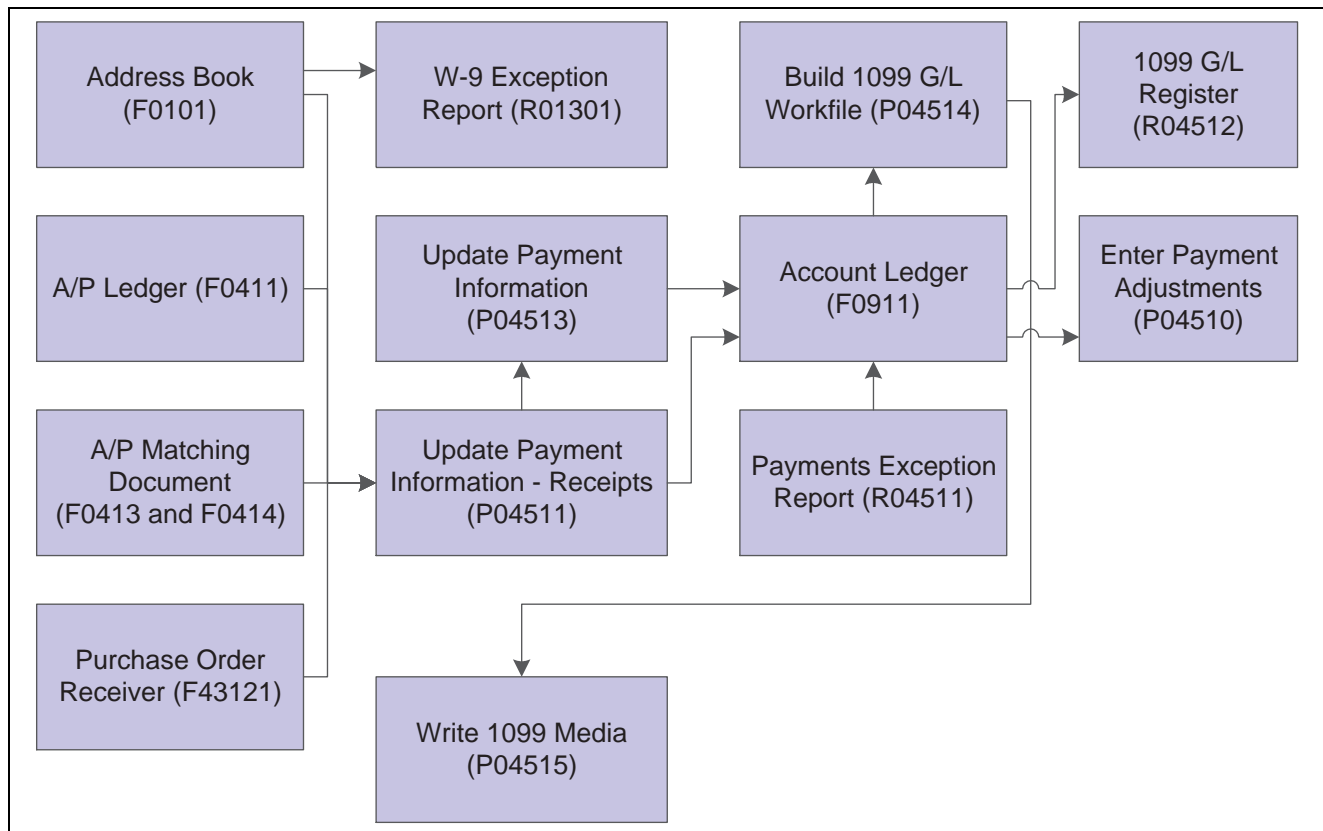 Address Book
(F0101)
W-9 Exception
Report (R01301)
Build 1099 G/L
Workfile (P04514)
1099 G/L
Register
(R04512)
A/P Ledger (F0411)
Update Payment
Information
(P04513)
Account Ledger
(F0911)
Enter Payment
Adjustments
(P04510)
A/P Matching
Document
(F0413 and F0414)
Update Payment
Information - Receipts
(P04511)
Payments Exception
Report (R04511)
Purchase Order
Receiver (F43121)
Write 1099 Media
(P04515)